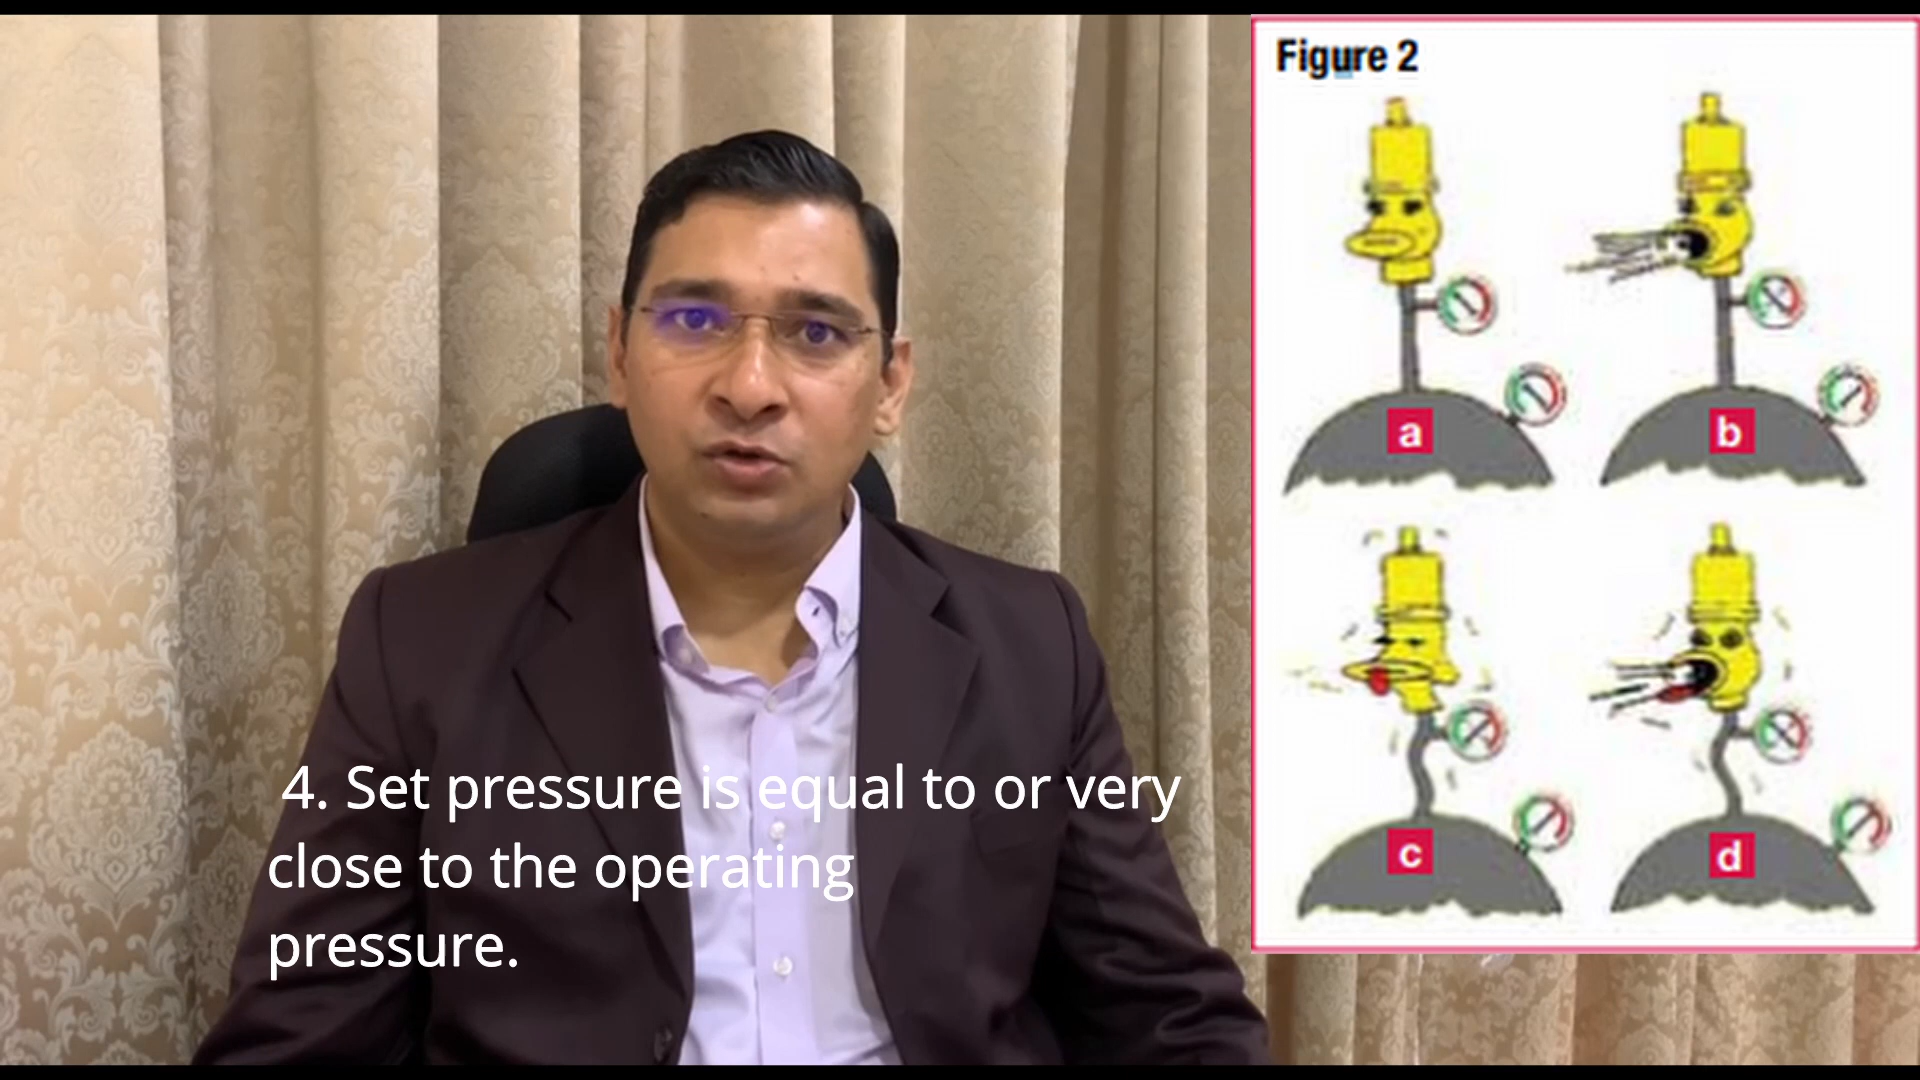 Figure 2
a
b
c
d
4. Set pressure is equal to or very
close to the operating
pressure.